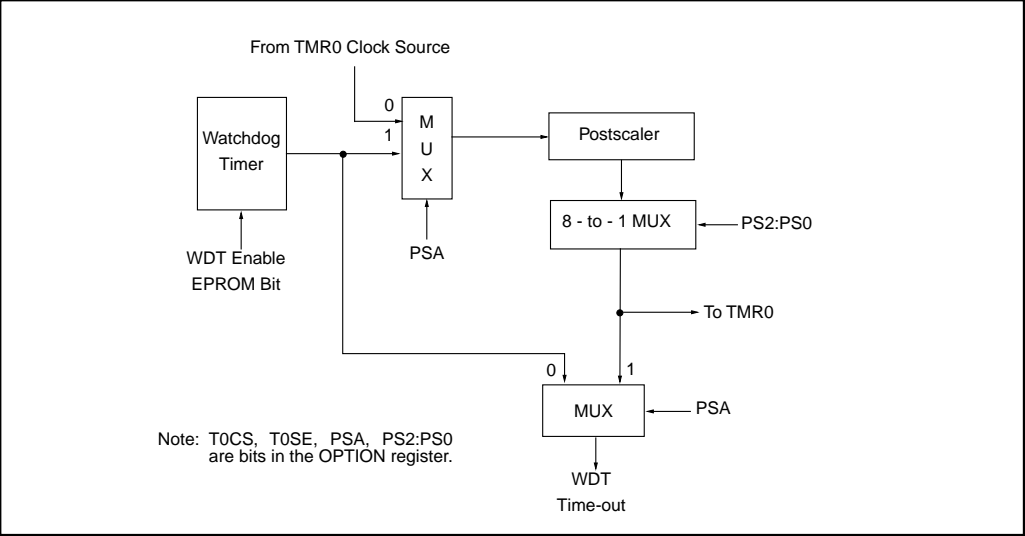 From TMR0 Clock Source
0
1
M
U
X
Watchdog
Timer
Postscaler
8 - to - 1 MUX
PS2:PS0
PSA
WDT Enable
EPROM Bit
To TMR0
0
1
MUX
PSA
Note: T0CS, T0SE, PSA, PS2:PS0
are bits in the OPTION register.
WDT
Time-out